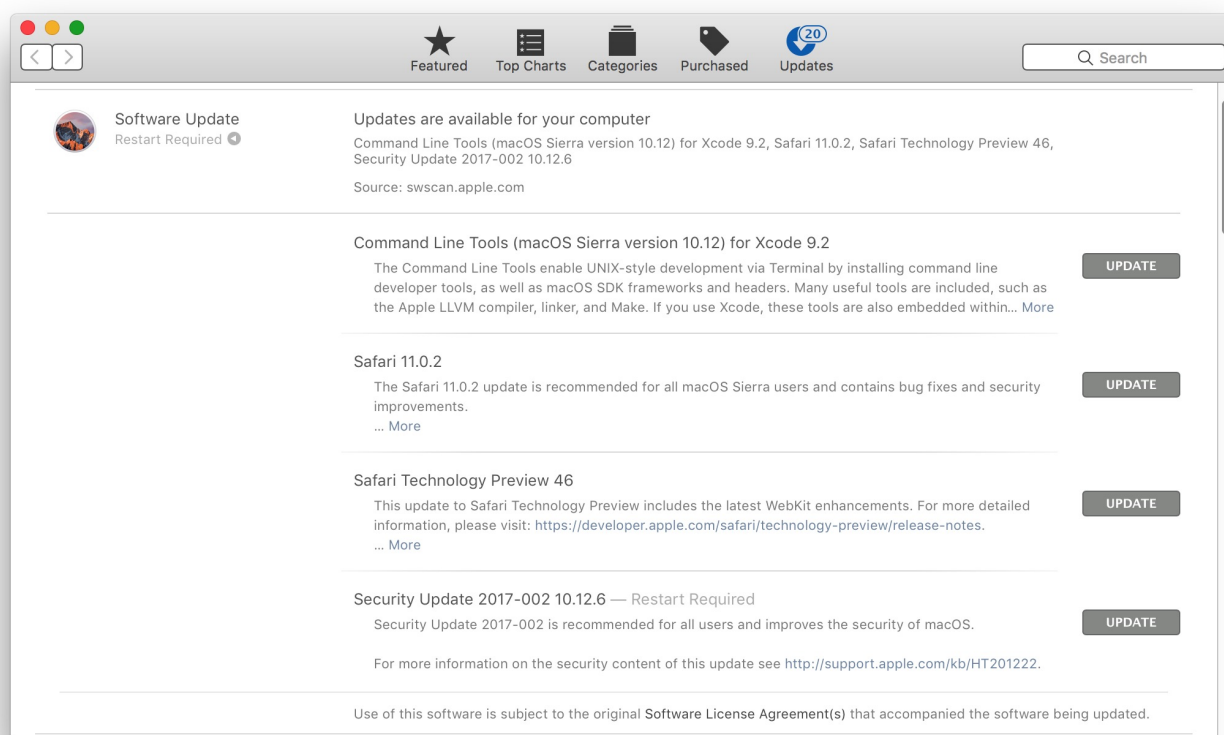 20
Featured
Top Charts
Categories
Purchased
Updates
Search
Software Update
Restart Required
Updates are available for your computer
Command Line Tools (macOS Sierra version 10.12) for Xcode 9.2, Safari 11.0.2, Safari Technology Preview 46,
Security Update 2017-002 10.12.6
Source: swscan.apple.com
Command Line Tools (macOS Sierra version 10.12) for Xcode 9.2
The Command Line Tools enable UNIX-style development via Terminal by installing command line
developer tools, as well as macOS SDK frameworks and headers. Many useful tools are included, such as
the Apple LLVM compiler, linker, and Make. If you use Xcode, these tools are also embedded within... More
UPDATE
Safari 11.0.2
The Safari 11.0.2 update is recommended for all macOS Sierra users and contains bug fixes and security
improvements.
... More
UPDATE
Safari Technology Preview 46
This update to Safari Technology Preview includes the latest WebKit enhancements. For more detailed
information, please visit: https://developer.apple.com/safari/technology-preview/release-notes.
... More
UPDATE
Security Update 2017-002 10.12.6 — Restart Required
Security Update 2017-002 is recommended for all users and improves the security of macOS.
For more information on the security content of this update see http://support.apple.com/kb/HT201222.
UPDATE
Use of this software is subject to the original Software License Agreement(s) that accompanied the software being updated.